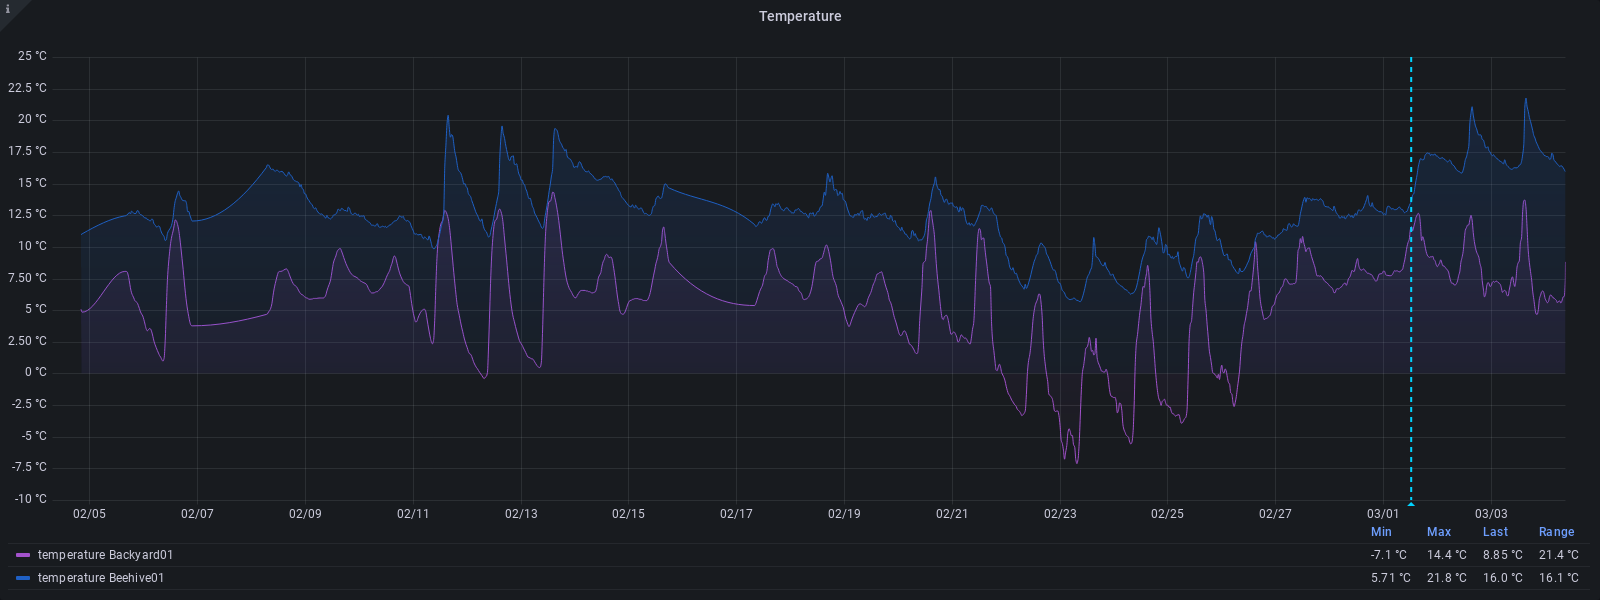 i
Temperature
25 °C
22.5 °C
20 °C
17.5 °C
15 °C
12.5 °C
10 °C
7.50 °C
5 °C
2.50 °C
0 °C
-2.5 °C
-5 °C
-7.5 °C
-10 °C
02/05 02/07 02/09 02/11 02/13 02/15 02/17 02/19 02/21 02/23 02/25 02/27 03/01 03/03
Min Max Last Range
temperature Backyard01 -7.1 °C 14.4 °C 8.85 °C 21.4 °C
temperature Beehive01 5.71 °C 21.8 °C 16.0 °C 16.1 °C